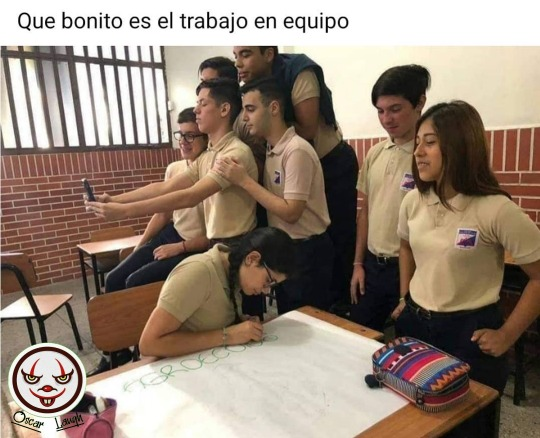 Que bonito es el trabajo en equipo
Oscar Laugh